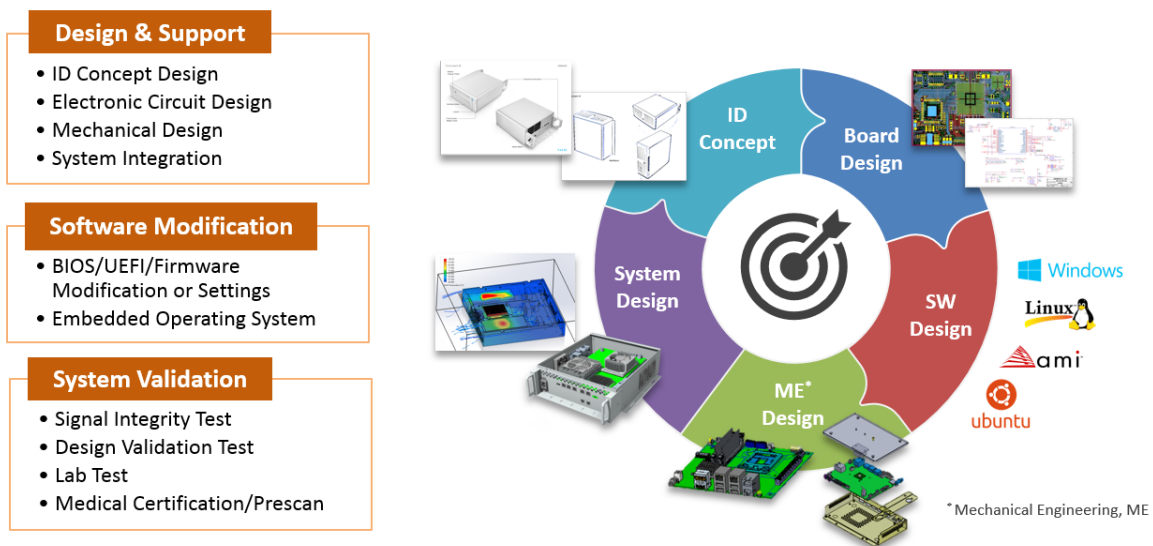 Design & Support
• ID Concept Design
• Electronic Circuit Design
• Mechanical Design
• System Integration
Software Modification
• BIOS/UEFI/Firmware
Modification or Settings
• Embedded Operating System
System Validation
• Signal Integrity Test
• Design Validation Test
• Lab Test
• Medical Certification/Prescan
ID
Concept
Board
Design
System
Design
SW
Design
ME*
Design
Windows
Linux
ami
ubuntu
* Mechanical Engineering, ME